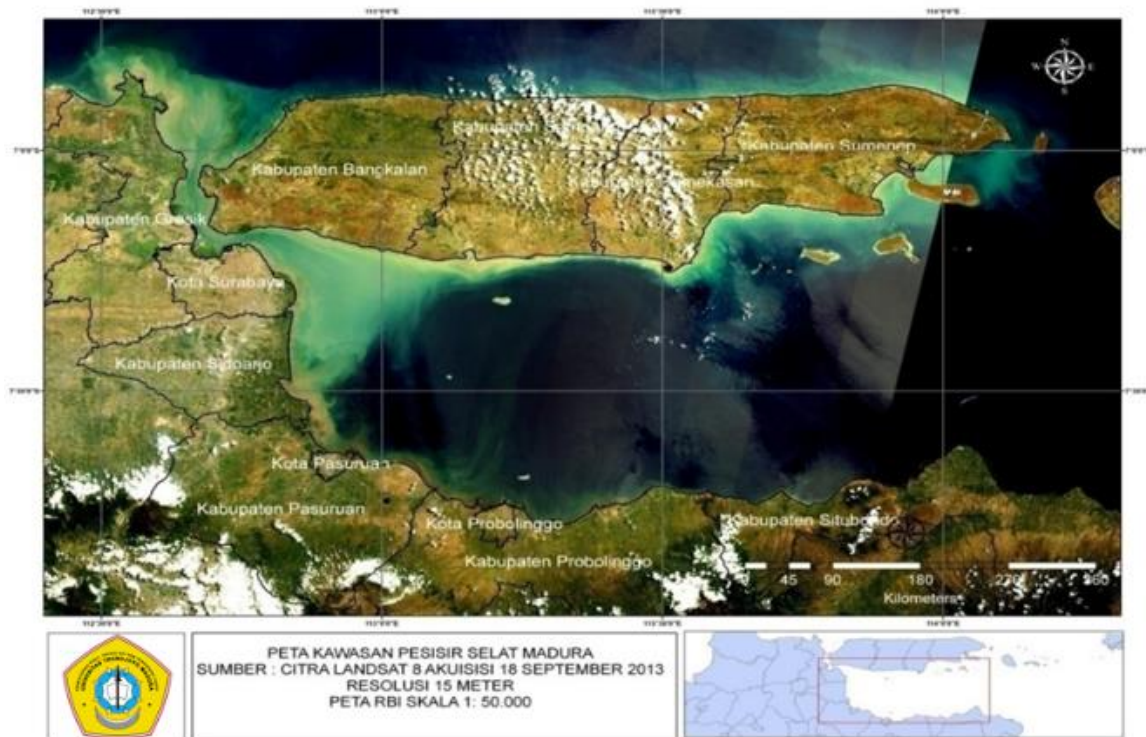 N
W E
S
Kabupaten Bangkalan
Kabupaten Sumenep
Kabupaten Gresik
Kota Surabaya
Kabupaten Sidoarjo
Kota Pasuruan
Kabupaten Pasuruan
Kota Probolinggo
Kabupaten Situbondo
Kabupaten Probolinggo
45 90 180 270 360
Kilometers
PETA KAWASAN PESISIR SELAT MADURA
SUMBER : CITRA LANDSAT 8 AKUISISI 18 SEPTEMBER 2013
RESOLUSI 15 METER
PETA RBI SKALA 1: 50.000